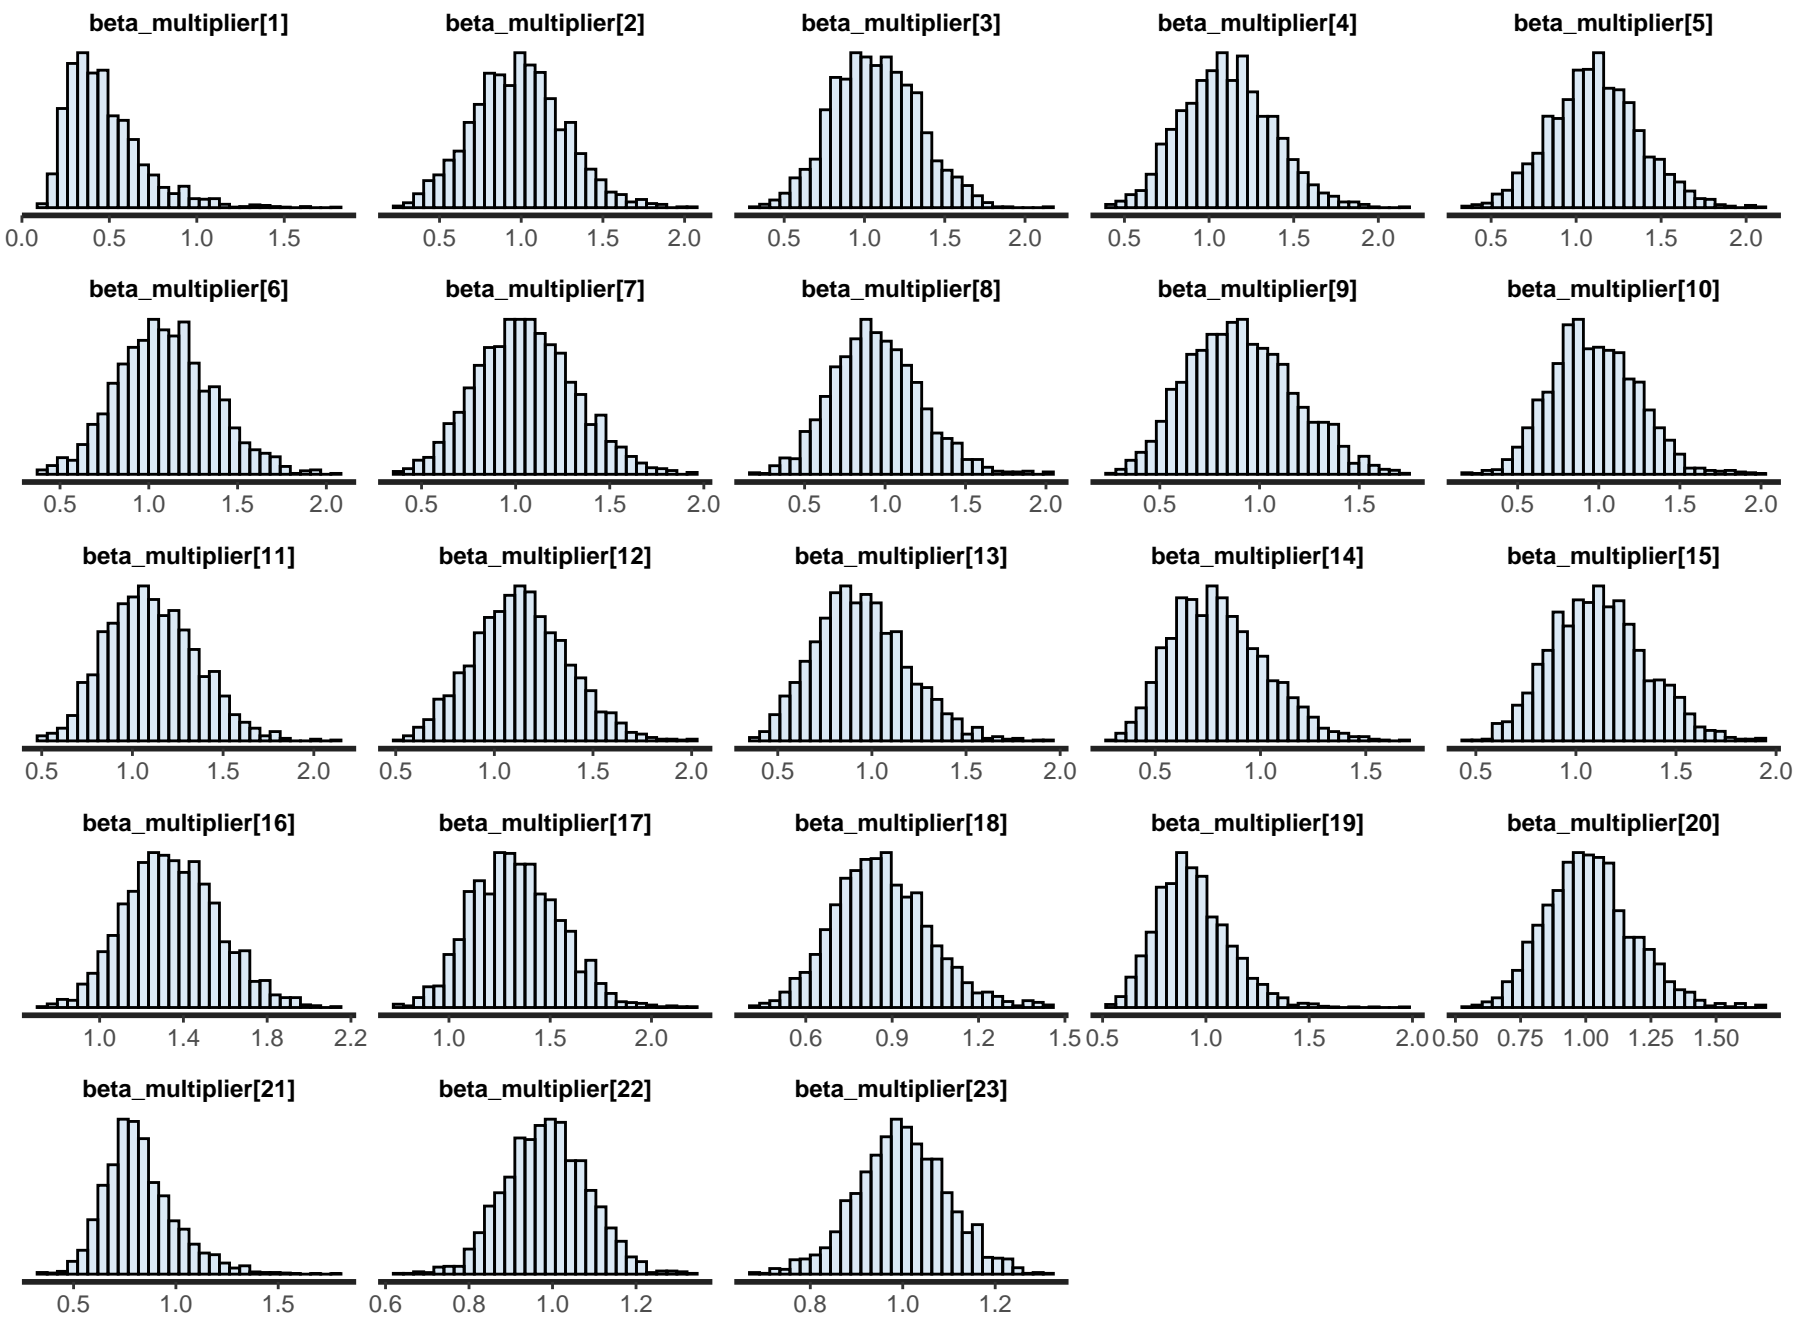 beta_multiplier[1] beta_multiplier[2] beta_multiplier[3] beta_multiplier[4] beta_multiplier[5]
0.0 0.5 1.0 1.5 0.5 1.0 1.5 2.0 0.5 1.0 1.5 2.0 0.5 1.0 1.5 2.0 0.5 1.0 1.5 2.0
beta_multiplier[6] beta_multiplier[7] beta_multiplier[8] beta_multiplier[9] beta_multiplier[10]
0.5 1.0 1.5 2.0 0.5 1.0 1.5 2.0 0.5 1.0 1.5 2.0 0.5 1.0 1.5 0.5 1.0 1.5 2.0
beta_multiplier[11] beta_multiplier[12] beta_multiplier[13] beta_multiplier[14] beta_multiplier[15]
0.5 1.0 1.5 2.0 0.5 1.0 1.5 2.0 0.5 1.0 1.5 2.0 0.5 1.0 1.5 0.5 1.0 1.5 2.0
beta_multiplier[16] beta_multiplier[17] beta_multiplier[18] beta_multiplier[19] beta_multiplier[20]
1.0 1.4 1.8 2.2 1.0 1.5 2.0 0.6 0.9 1.2 1.5 0.5 1.0 1.5 2.0 0.50 0.75 1.00 1.25 1.50
beta_multiplier[21] beta_multiplier[22] beta_multiplier[23]
0.5 1.0 1.5 0.6 0.8 1.0 1.2 0.8 1.0 1.2